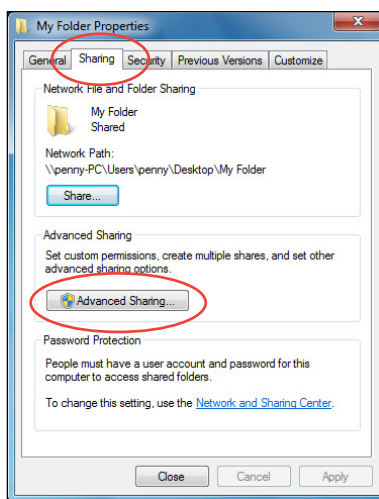 My Folder Properties
General Sharing Security Previous Versions Customize
Network File and Folder Sharing
My Folder
Shared
Network Path:
\\penny-PC\Users\penny\Desktop\My Folder
Share...
Advanced Sharing
Set custom permissions, create multiple shares, and set other
advanced sharing options.
Advanced Sharing...
Password Protection
People must have a user account and password for this
computer to access shared folders.
To change this setting, use the Network and Sharing Center.
Close Cancel Apply